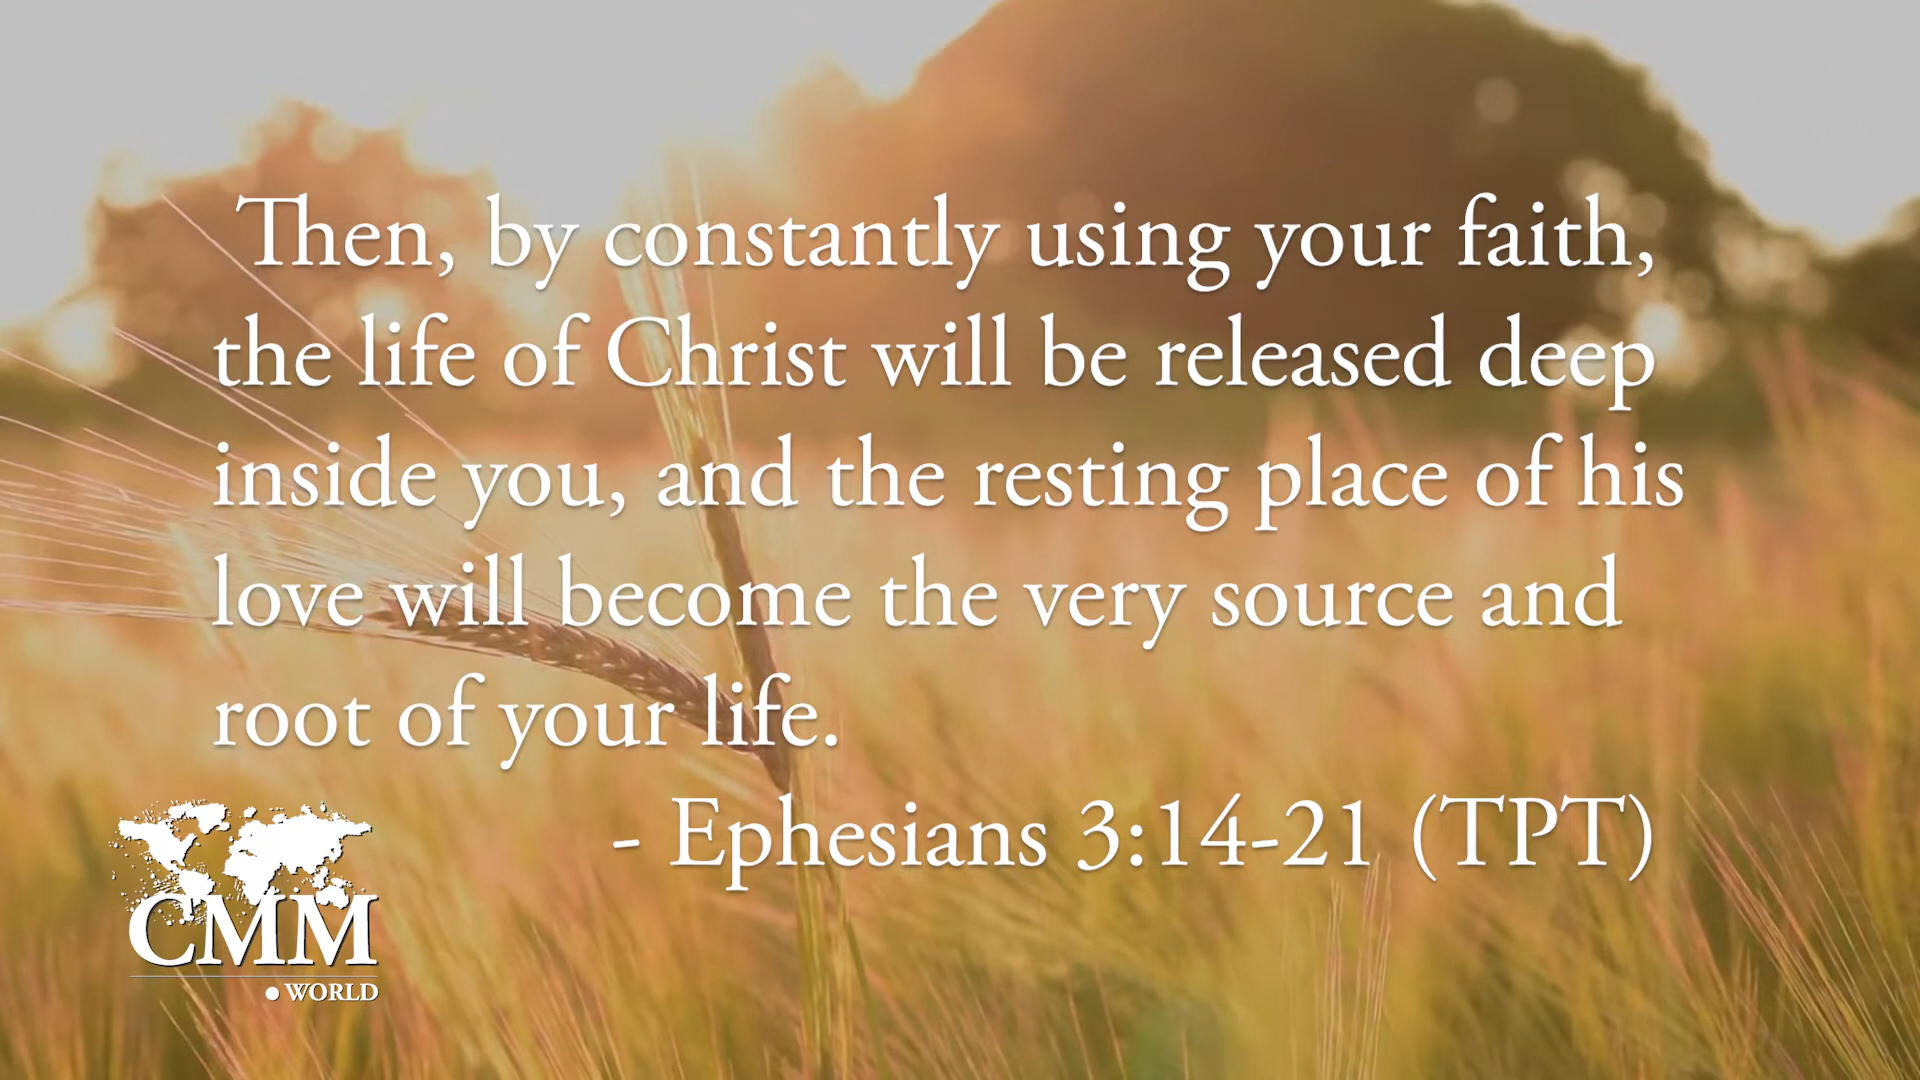 Then, by constantly using your faith,
the life of Christ will be released deep
inside you, and the resting place of his
love will become the very source and
root of your life.
- Ephesians 3:14-21 (TPT)
CMM
• WORLD